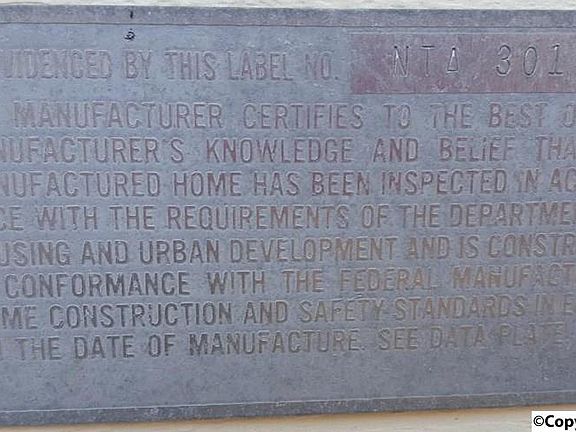 VIDENCED BY THIS LABEL NO. NTA 301
MANUFACTURER CERTIFIES TO THE BEST O
NUFACTURER'S KNOWLEDGE AND BELIEF THA
NUFACTURED HOME HAS BEEN INSPECTED IN AC
CE WITH THE REQUIREMENTS OF THE DEPARTME
USING AND URBAN DEVELOPMENT AND IS CONSTR
CONFORMANCE WITH THE FEDERAL MANUFACT
ME CONSTRUCTION AND SAFETY STANDARDS IN E
THE DATE OF MANUFACTURE. SEE DATA PLATE.
©Copy